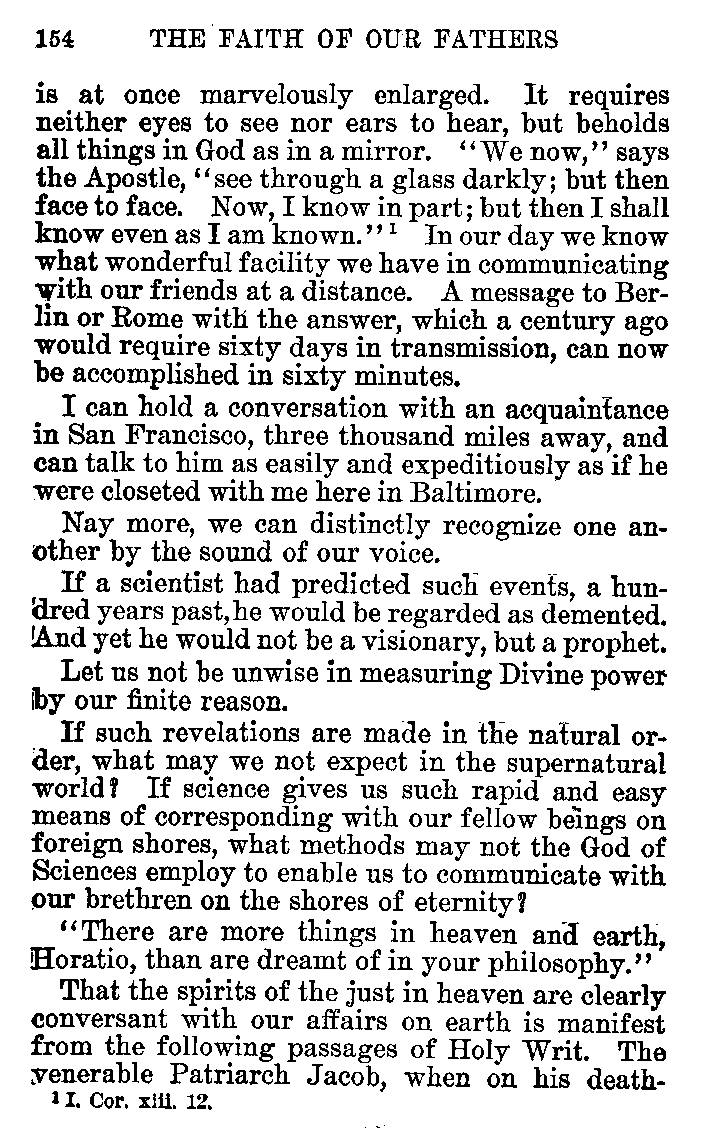 154 THE FAITH OF OUR FATHERS
is at once marvelously enlarged. It requires
neither eyes to see nor ears to hear, but beholds
all things in God as in a mirror. "We now," says
the Apostle, "see through a glass darkly; but then
face to face. Now, I know in part; but then I shall
know even as I am known."¹ In our day we know
what wonderful facility we have in communicating
with our friends at a distance. A message to Ber-
lin or Rome with the answer, which a century ago
would require sixty days in transmission, can now
be accomplished in sixty minutes.
I can hold a conversation with an acquaintance
in San Francisco, three thousand miles away, and
can talk to him as easily and expeditiously as if he
were closeted with me here in Baltimore.
Nay more, we can distinctly recognize one an-
other by the sound of our voice.
If a scientist had predicted such events, a hun-
dred years past, he would be regarded as demented.
And yet he would not be a visionary, but a prophet.
Let us not be unwise in measuring Divine power
by our finite reason.
If such revelations are made in the natural or-
der, what may we not expect in the supernatural
world? If science gives us such rapid and easy
means of corresponding with our fellow beings on
foreign shores, what methods may not the God of
Sciences employ to enable us to communicate with
our brethren on the shores of eternity?
"There are more things in heaven and earth,
Horatio, than are dreamt of in your philosophy."
That the spirits of the just in heaven are clearly
conversant with our affairs on earth is manifest
from the following passages of Holy Writ. The
venerable Patriarch Jacob, when on his death-
¹ I. Cor. xiii. 12.